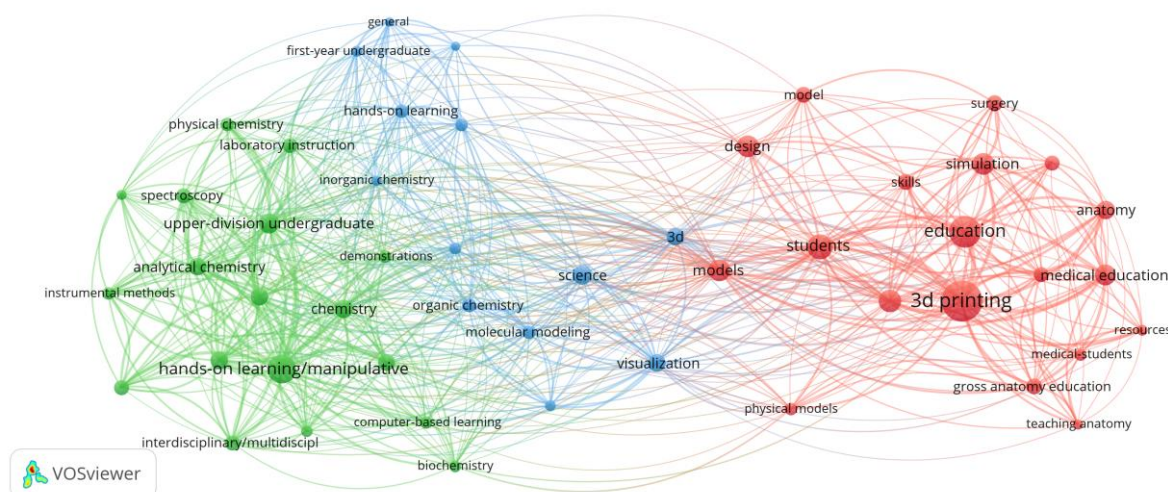 general
first-year undergraduate
hands-on learning
physical chemistry
laboratory instruction
inorganic chemistry
spectroscopy
upper-division undergraduate
demonstrations
analytical chemistry
instrumental methods
chemistry
organic chemistry
science
molecular modeling
hands-on learning/manipulative
visualization
computer-based learning
interdisciplinary/multidiscipl
biochemistry
3d
models
model
surgery
design
simulation
skills
anatomy
education
students
medical education
3d printing
resources
medical-students
gross anatomy education
physical models
teaching anatomy
VOSviewer